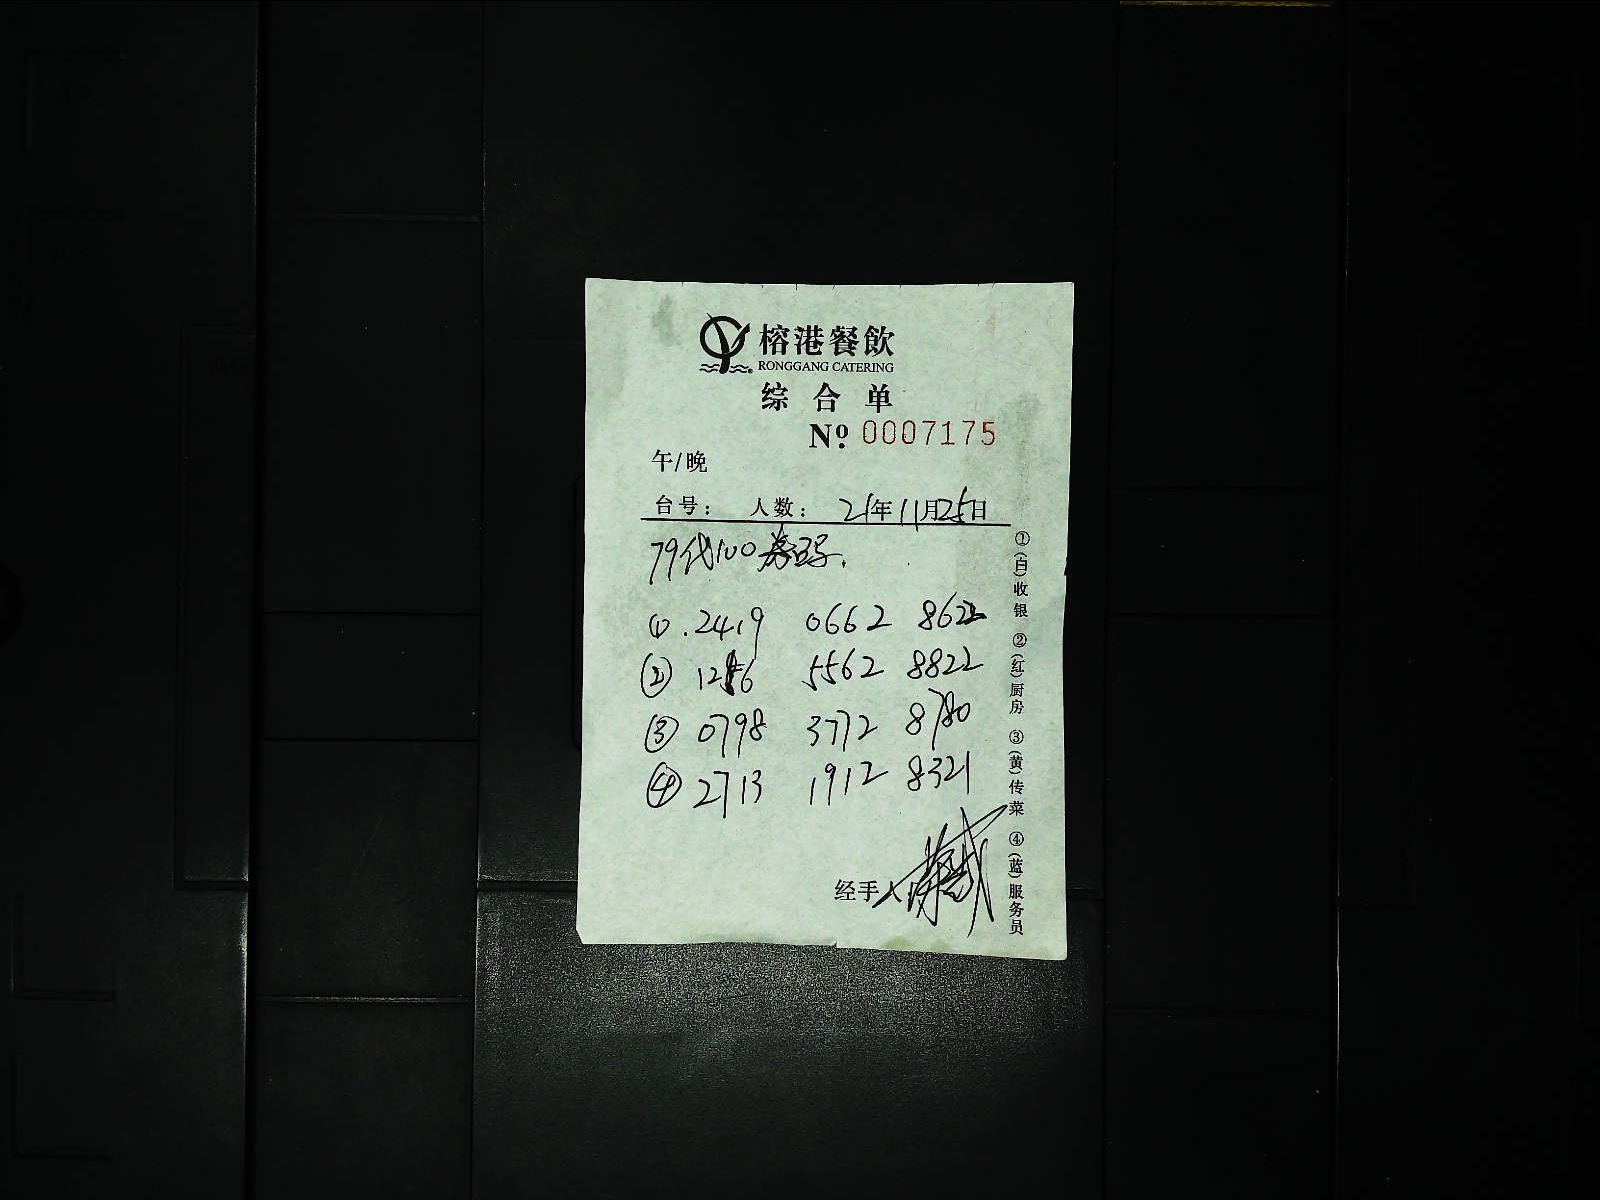 榕港餐飲
RONGGANG CATERING
综合单
Nº 0007175
午/晚
台号： 人数： 21年11月25日
79代100券码.
① 2419 0662 8622
② 1256 5562 8822
③ 0798 3772 8780
④ 2713 1912 8321
经手人
①(白)收银 ②(红)厨房 ③(黄)传菜 ④(蓝)服务员